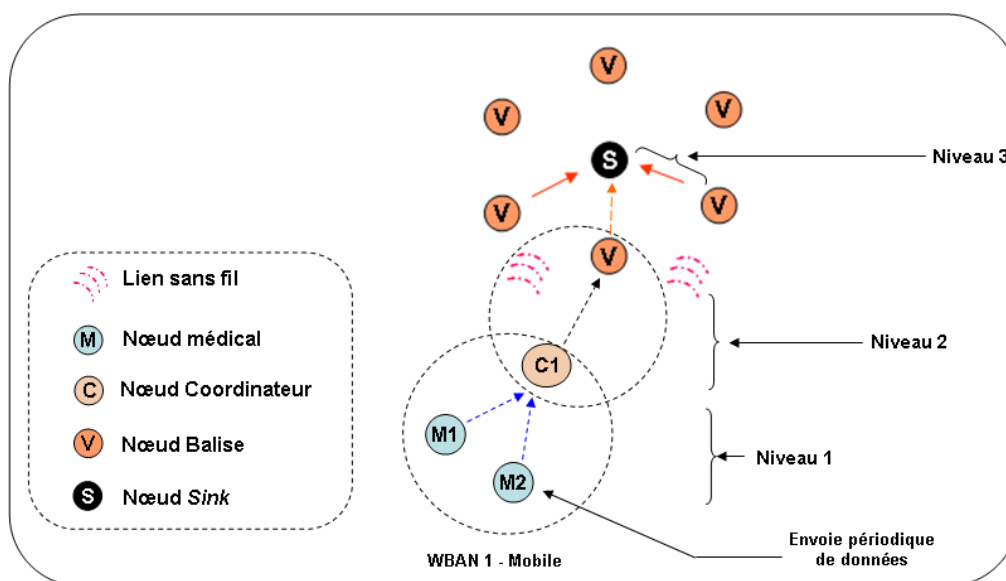 V
V
V
S
Niveau 3
V
V
V
Lien sans fil
M Nœud médical
C Nœud Coordinateur
V Nœud Balise
S Nœud Sink
C1
Niveau 2
M1
M2
Niveau 1
Envoie périodique
de données
WBAN 1 - Mobile